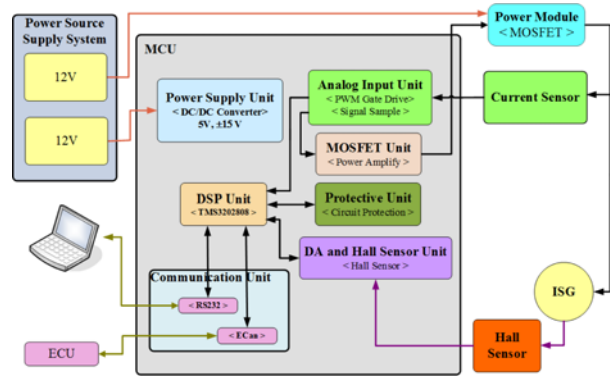 Power Source
Supply System
12V
12V
MCU
Power Supply Unit
< DC/DC Converter>
5V, ±15 V
Analog Input Unit
< PWM Gate Drive>
< Signal Sample >
MOSFET Unit
< Power Amplify >
DSP Unit
< TMS3202808 >
Protective Unit
< Circuit Protection >
DA and Hall Sensor Unit
< Hall Sensor >
Communication Unit
< RS232 >
< ECan >
ECU
Power Module
< MOSFET >
Current Sensor
ISG
Hall
Sensor